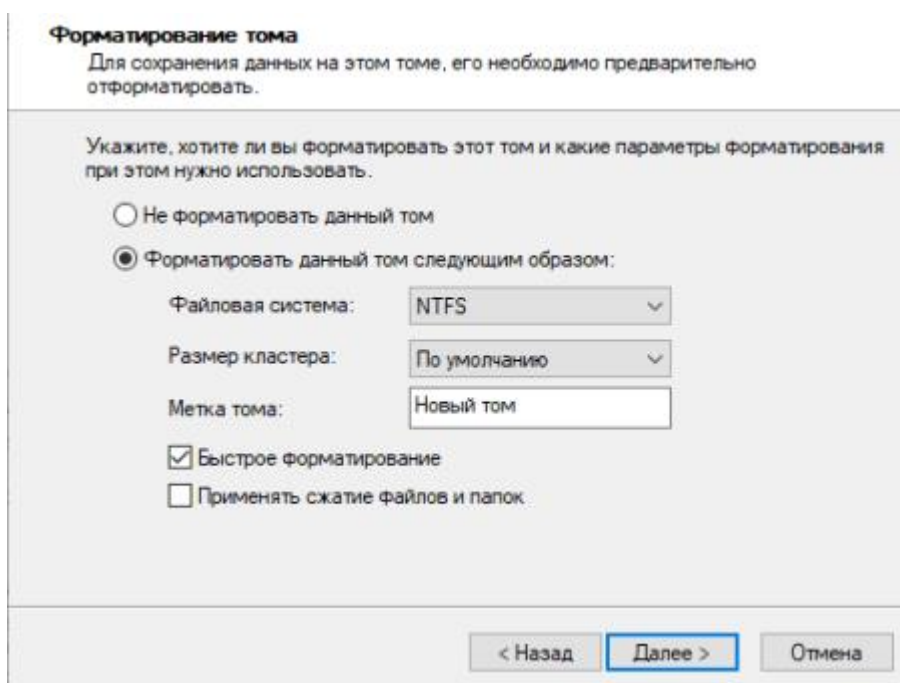 Форматирование тома
Для сохранения данных на этом томе, его необходимо предварительно
отформатировать.
Укажите, хотите ли вы форматировать этот том и какие параметры форматирования
при этом нужно использовать.
Не форматировать данный том
Форматировать данный том следующим образом:
Файловая система: NTFS
Размер кластера: По умолчанию
Метка тома: Новый том
Быстрое форматирование
Применять сжатие файлов и папок
< Назад Далее > Отмена